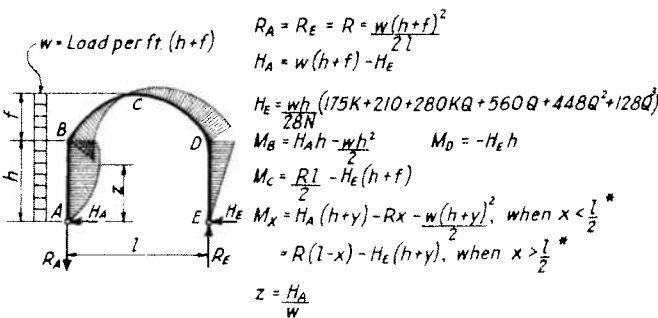 w = Load per ft. (h+f)
f
h
B
C
D
z
A
H_A
E
H_E
R_A
l
R_E
R_A = R_E = R = w(h+f)²/2l
H_A = w(h+f) - H_E
H_E = wh/28N (175K+210+280KQ+560Q+448Q²+128Q³)
M_B = H_A h - wh²/2    M_D = -H_E h
M_C = Rl/2 - H_E(h+f)
M_X = H_A(h+y) - Rx - w(h+y)²/2, when x < l/2 *
= R(l-x) - H_E(h+y), when x > l/2 *
z = H_A/w